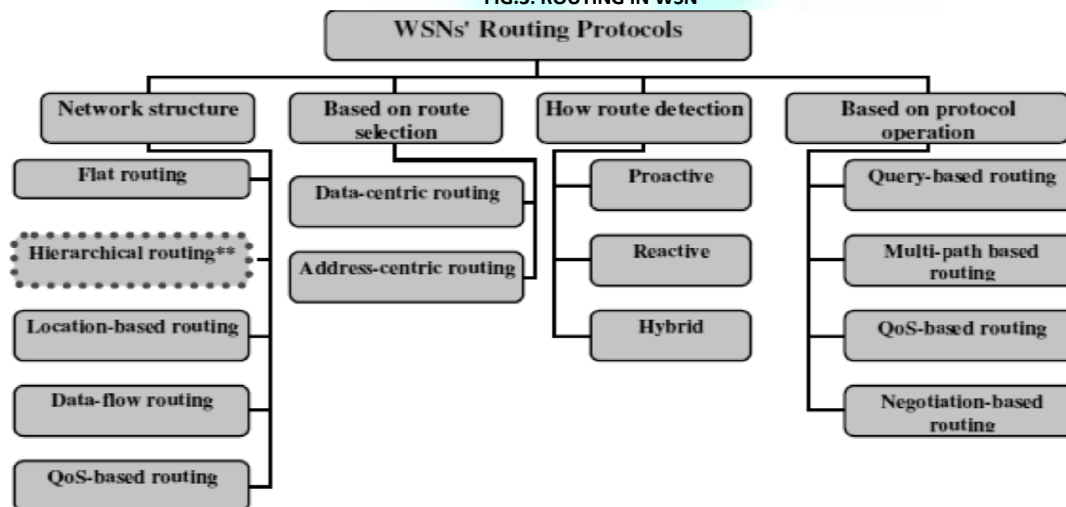 FIG.3: ROUTING IN WSN
WSNs' Routing Protocols
Network structure
Based on route
selection
How route detection
Based on protocol
operation
Flat routing
Hierarchical routing**
Location-based routing
Data-flow routing
QoS-based routing
Data-centric routing
Address-centric routing
Proactive
Reactive
Hybrid
Query-based routing
Multi-path based
routing
QoS-based routing
Negotiation-based
routing